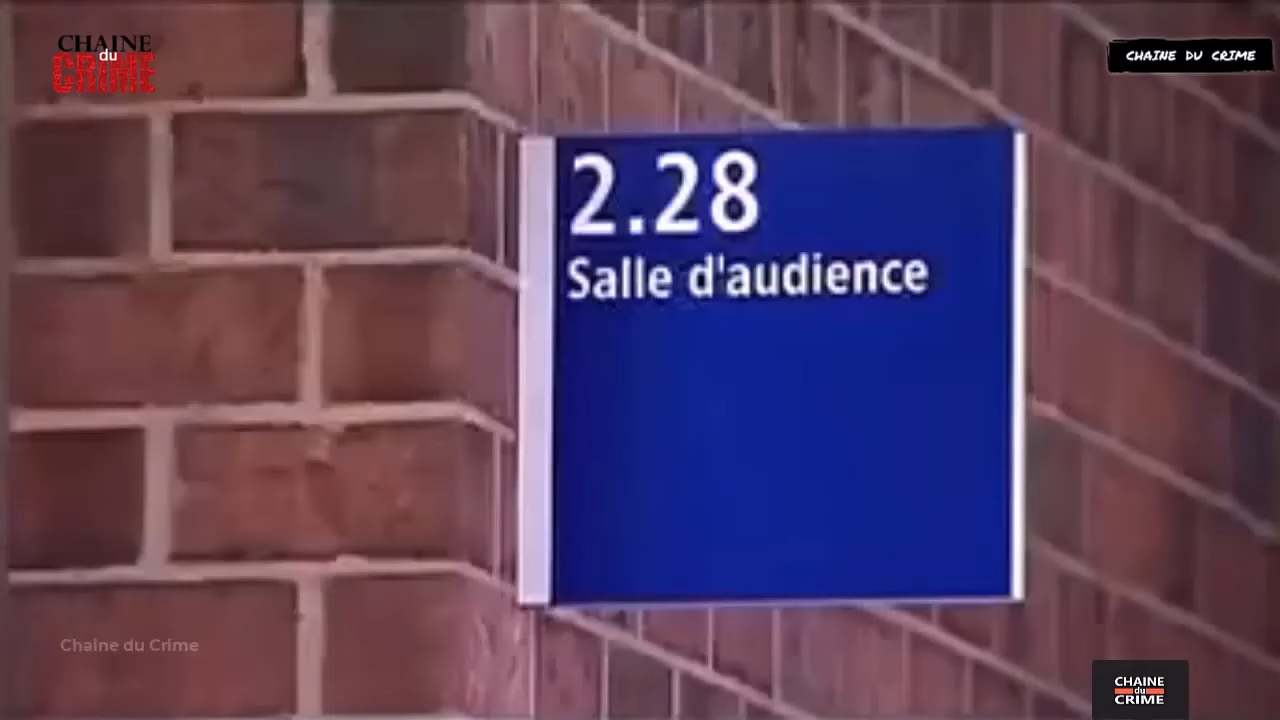 CHAINE
du
CRIME
CHAINE DU CRIME
2.28
Salle d'audience
Chaine du Crime
CHAINE
du
CRIME